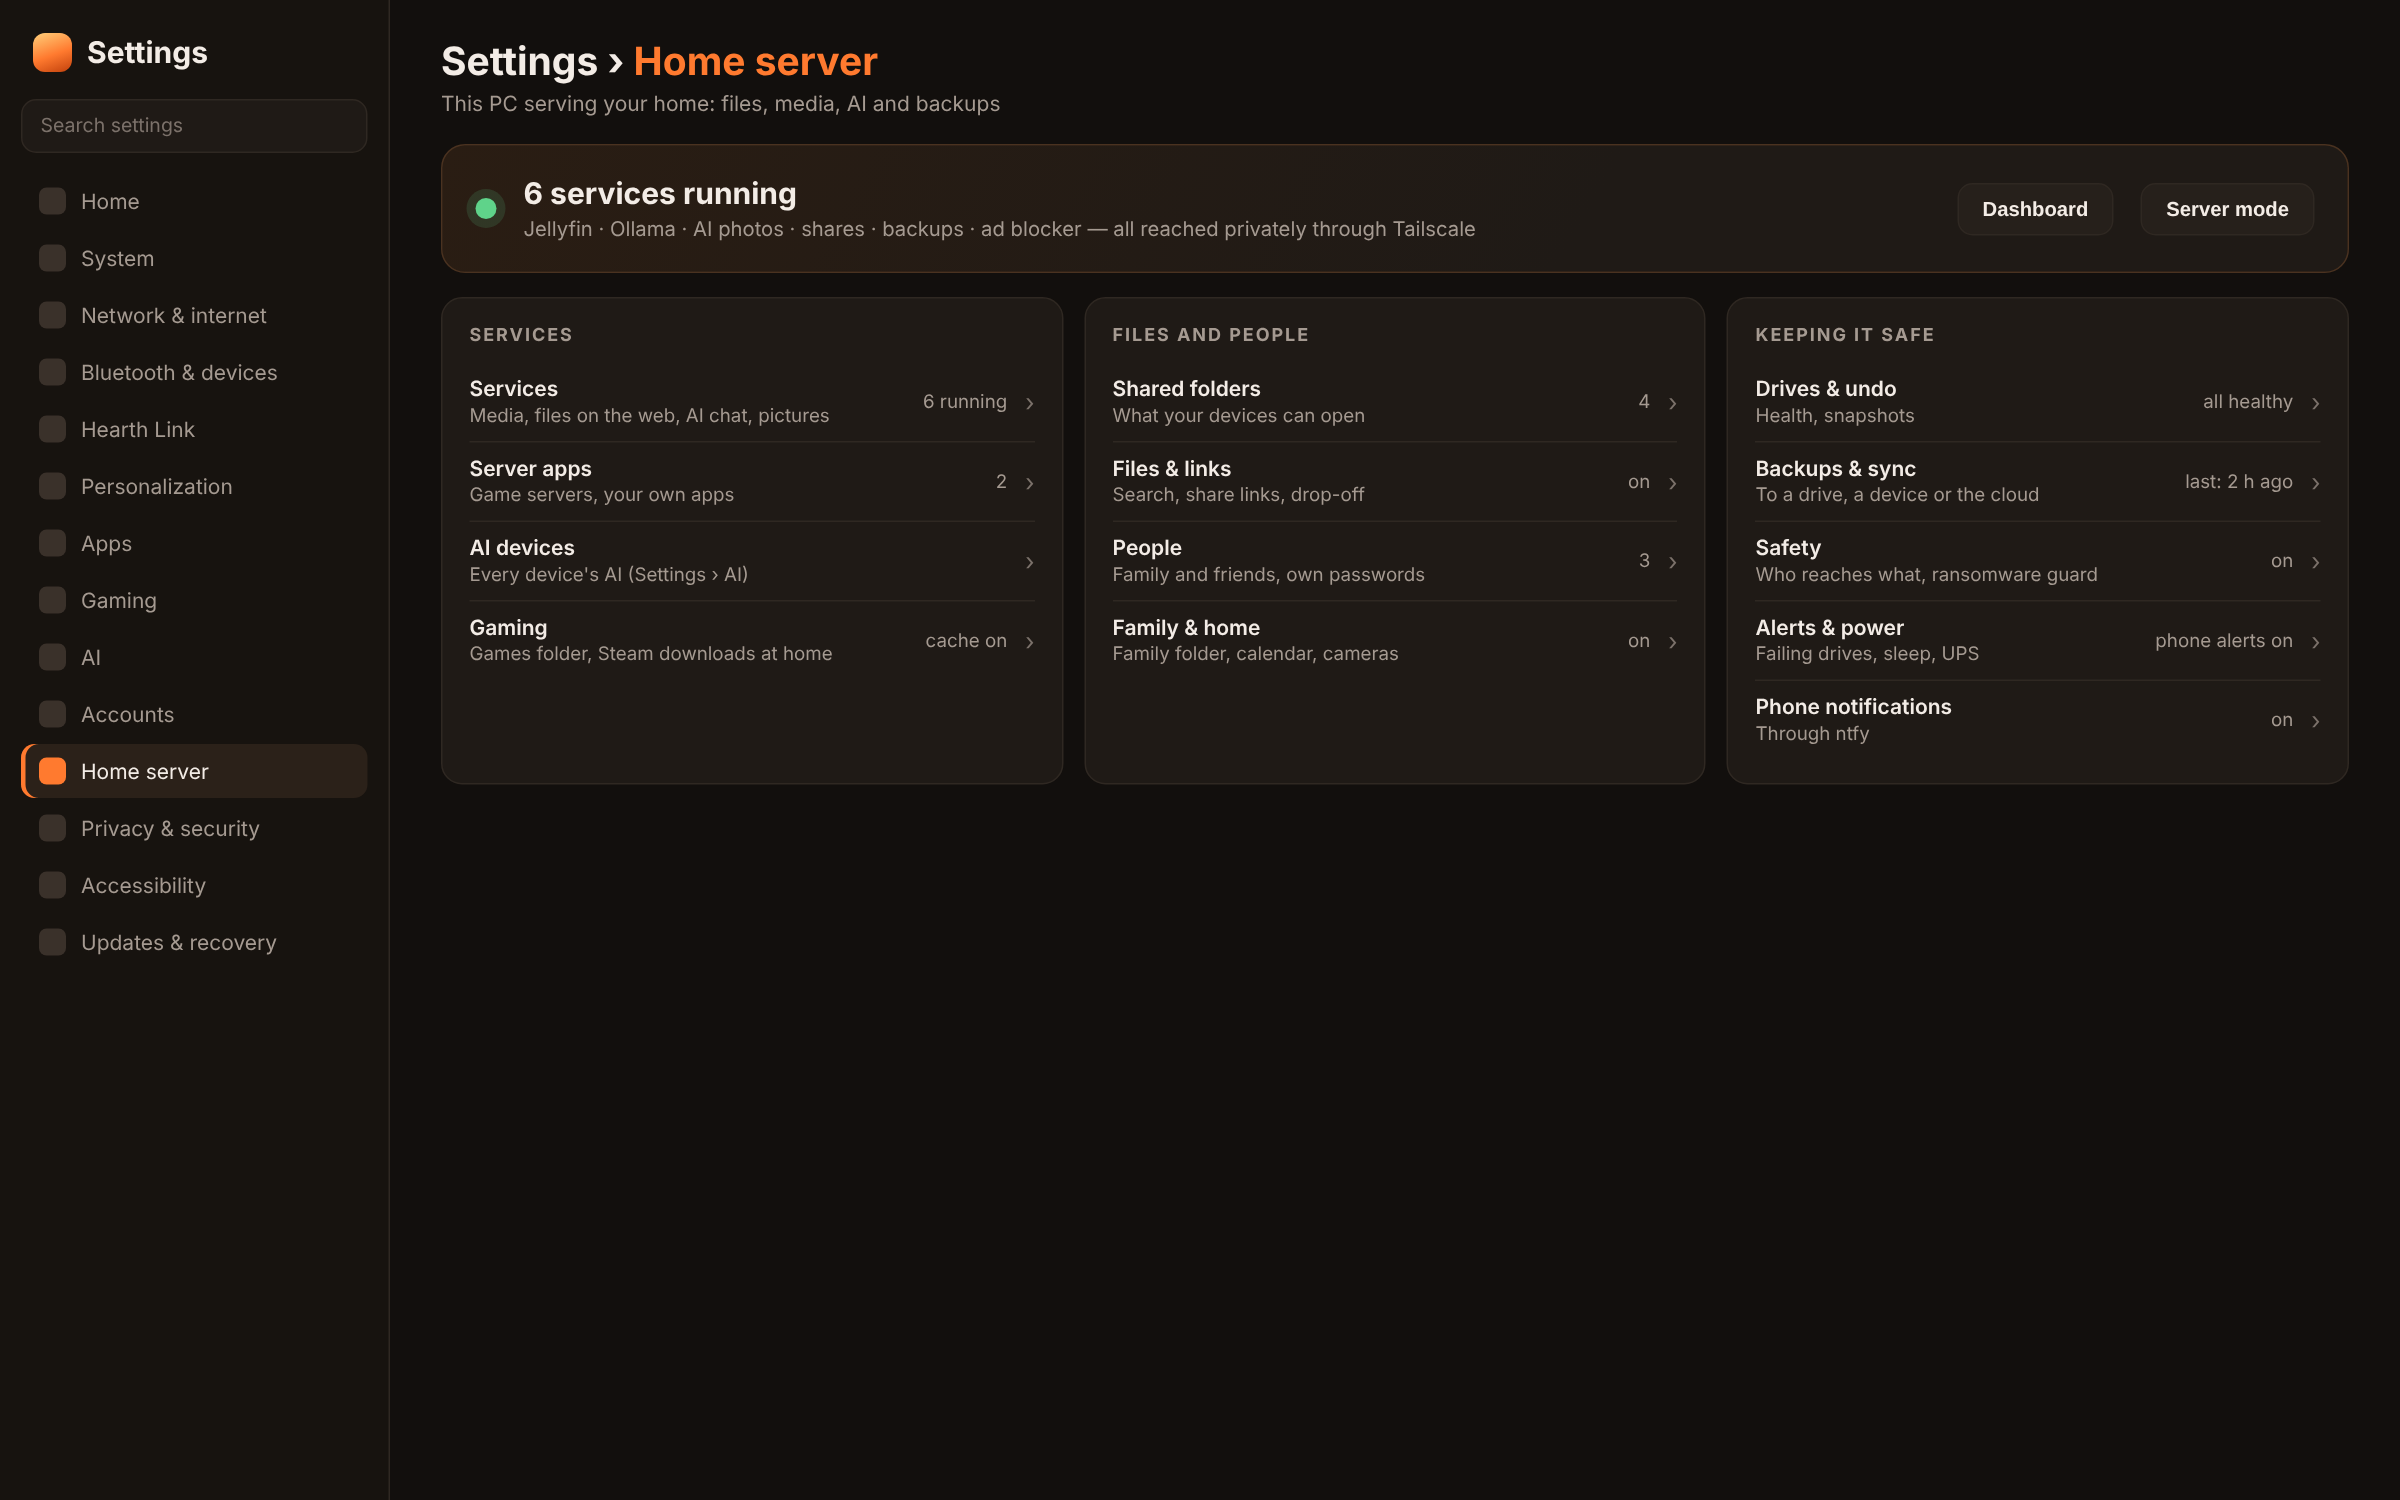 Settings
Search settings
Home
System
Network & internet
Bluetooth & devices
Hearth Link
Personalization
Apps
Gaming
AI
Accounts
Home server
Privacy & security
Accessibility
Updates & recovery
Settings › Home server
This PC serving your home: files, media, AI and backups
6 services running
Jellyfin · Ollama · AI photos · shares · backups · ad blocker — all reached privately through Tailscale
Dashboard
Server mode
SERVICES
Services
Media, files on the web, AI chat, pictures
6 running ›
Server apps
Game servers, your own apps
2 ›
AI devices
Every device's AI (Settings › AI)
›
Gaming
Games folder, Steam downloads at home
cache on ›
FILES AND PEOPLE
Shared folders
What your devices can open
4 ›
Files & links
Search, share links, drop-off
on ›
People
Family and friends, own passwords
3 ›
Family & home
Family folder, calendar, cameras
on ›
KEEPING IT SAFE
Drives & undo
Health, snapshots
all healthy ›
Backups & sync
To a drive, a device or the cloud
last: 2 h ago ›
Safety
Who reaches what, ransomware guard
on ›
Alerts & power
Failing drives, sleep, UPS
phone alerts on ›
Phone notifications
Through ntfy
on ›